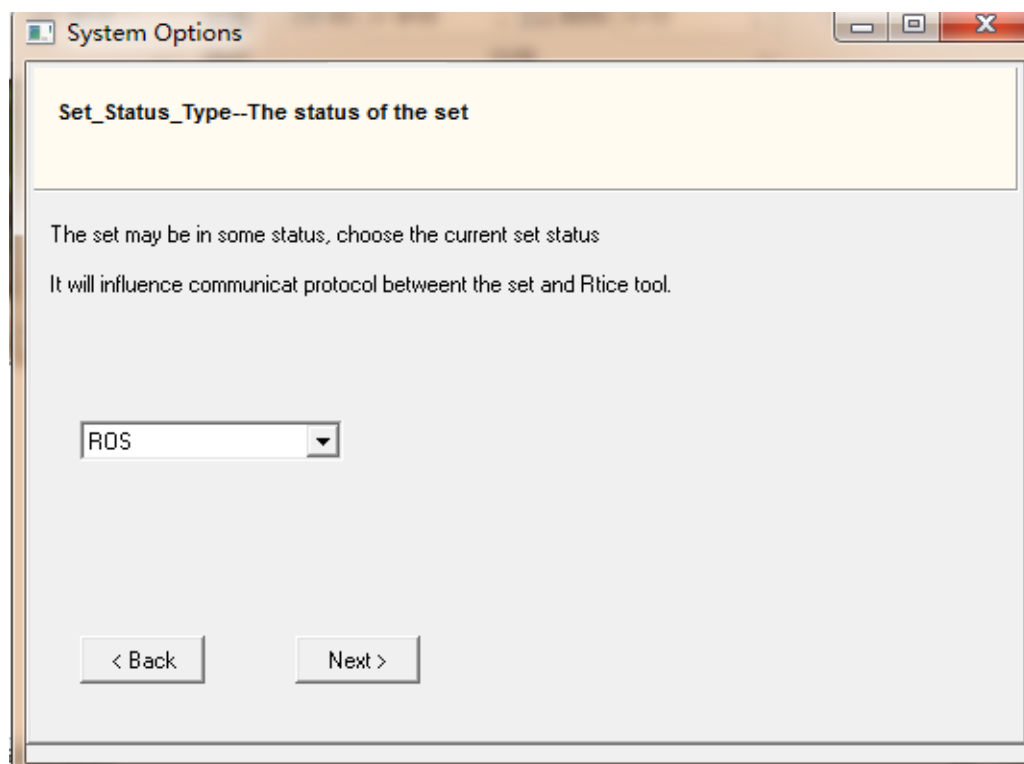 System Options
Set_Status_Type--The status of the set
The set may be in some status, choose the current set status
It will influence communicat protocol betweent the set and Rtice tool.
ROS
< Back
Next >